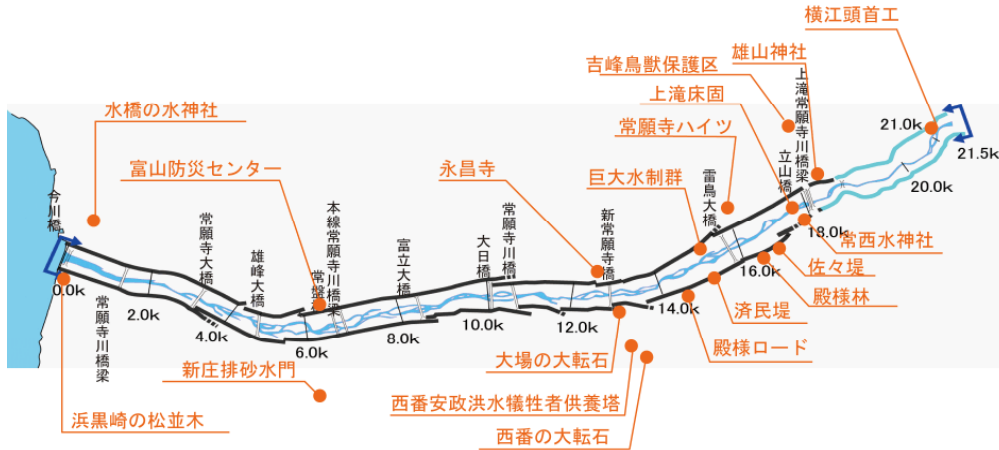 横江頭首工
雄山神社
吉峰鳥獣保護区
上滝常願寺川橋梁
上滝床固
水橋の水神社
常願寺ハイツ
21.0k
21.5k
富山防災センター
永昌寺
巨大水制群
雷鳥大橋
立山橋
20.0k
今川橋
常願寺大橋
雄峰大橋
常盤
本線常願寺川橋梁
富立大橋
大日橋
常願寺川橋
新常願寺橋
18.0k
常西水神社
16.0k
佐々堤
0.0k
2.0k
4.0k
6.0k
8.0k
10.0k
12.0k
14.0k
殿様林
済民堤
常願寺川橋梁
殿様ロード
大場の大転石
新庄排砂水門
西番安政洪水犠牲者供養塔
浜黒崎の松並木
西番の大転石